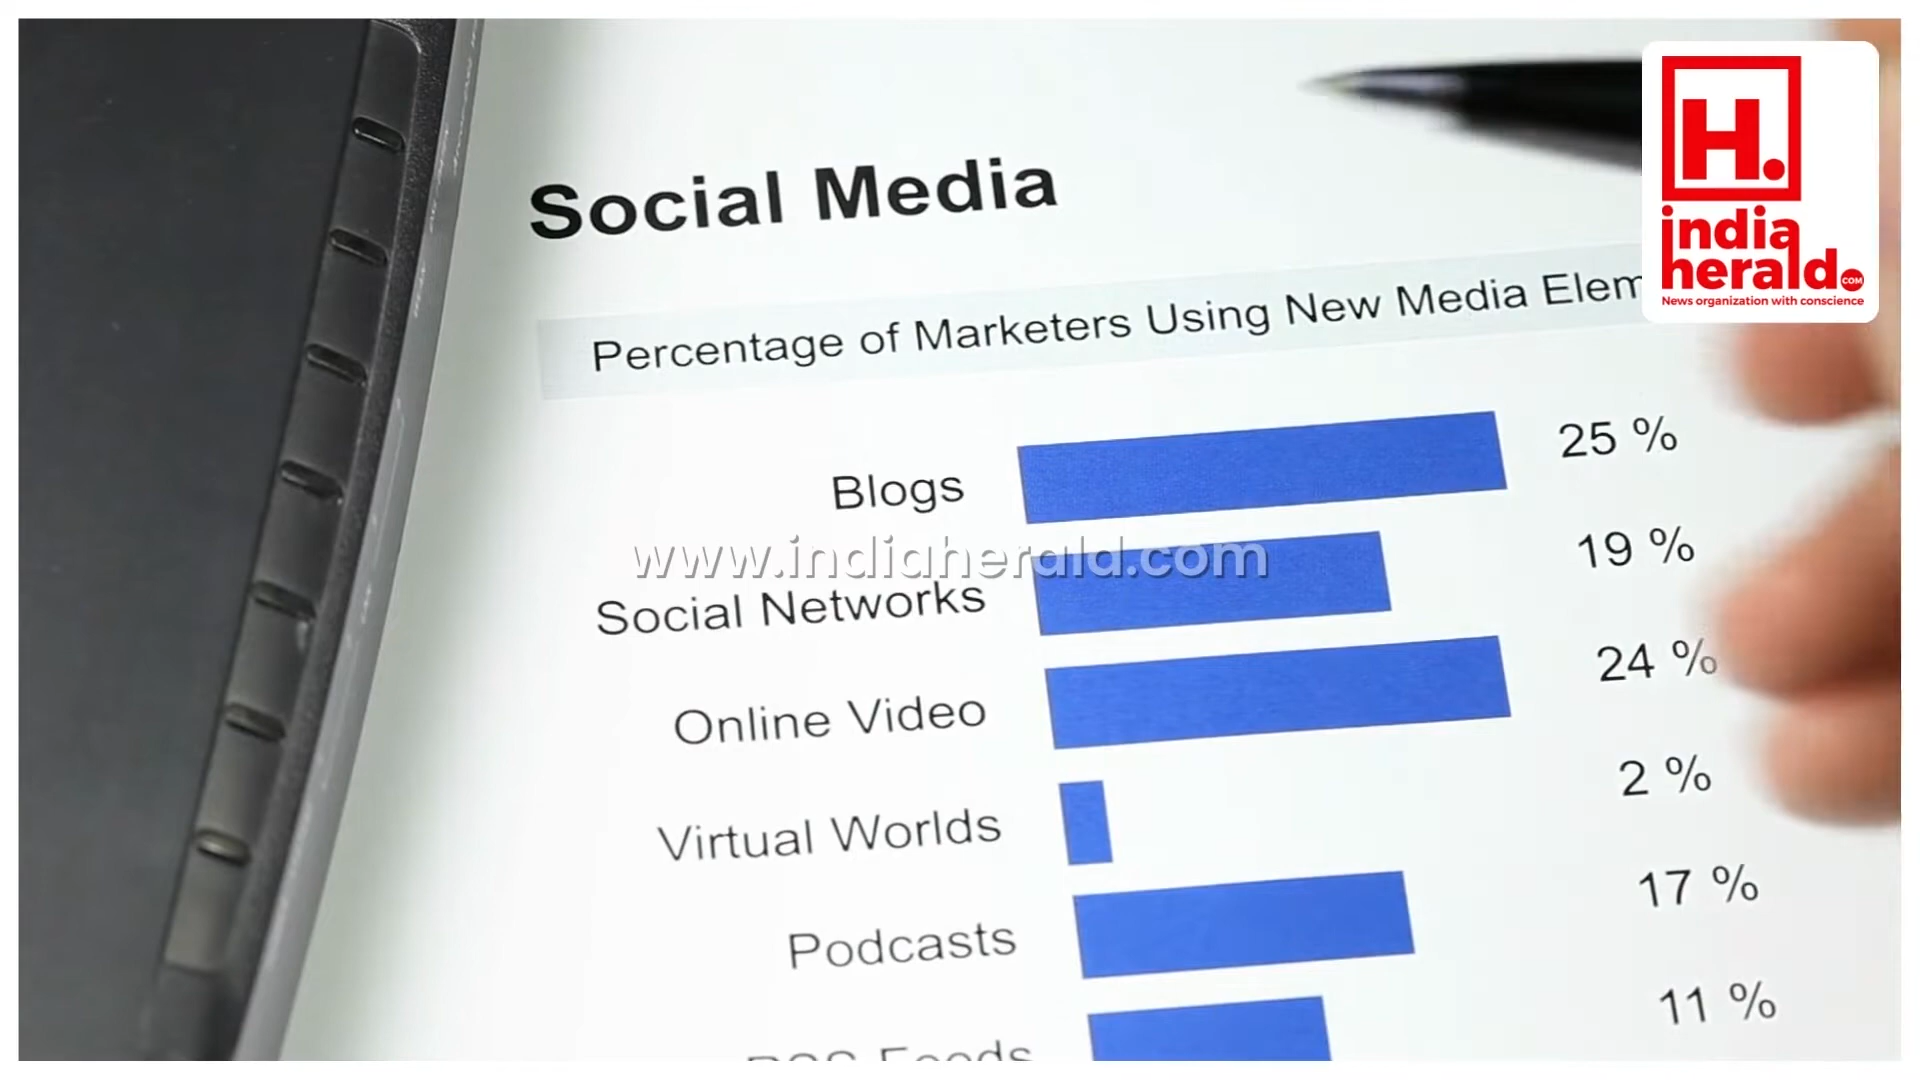 H.
india
herald.com
News organization with conscience
Social Media
Percentage of Marketers Using New Media
Blogs 25 %
www.indiaherald.com
Social Networks 19 %
Online Video 24 %
Virtual Worlds 2 %
Podcasts 17 %
11 %